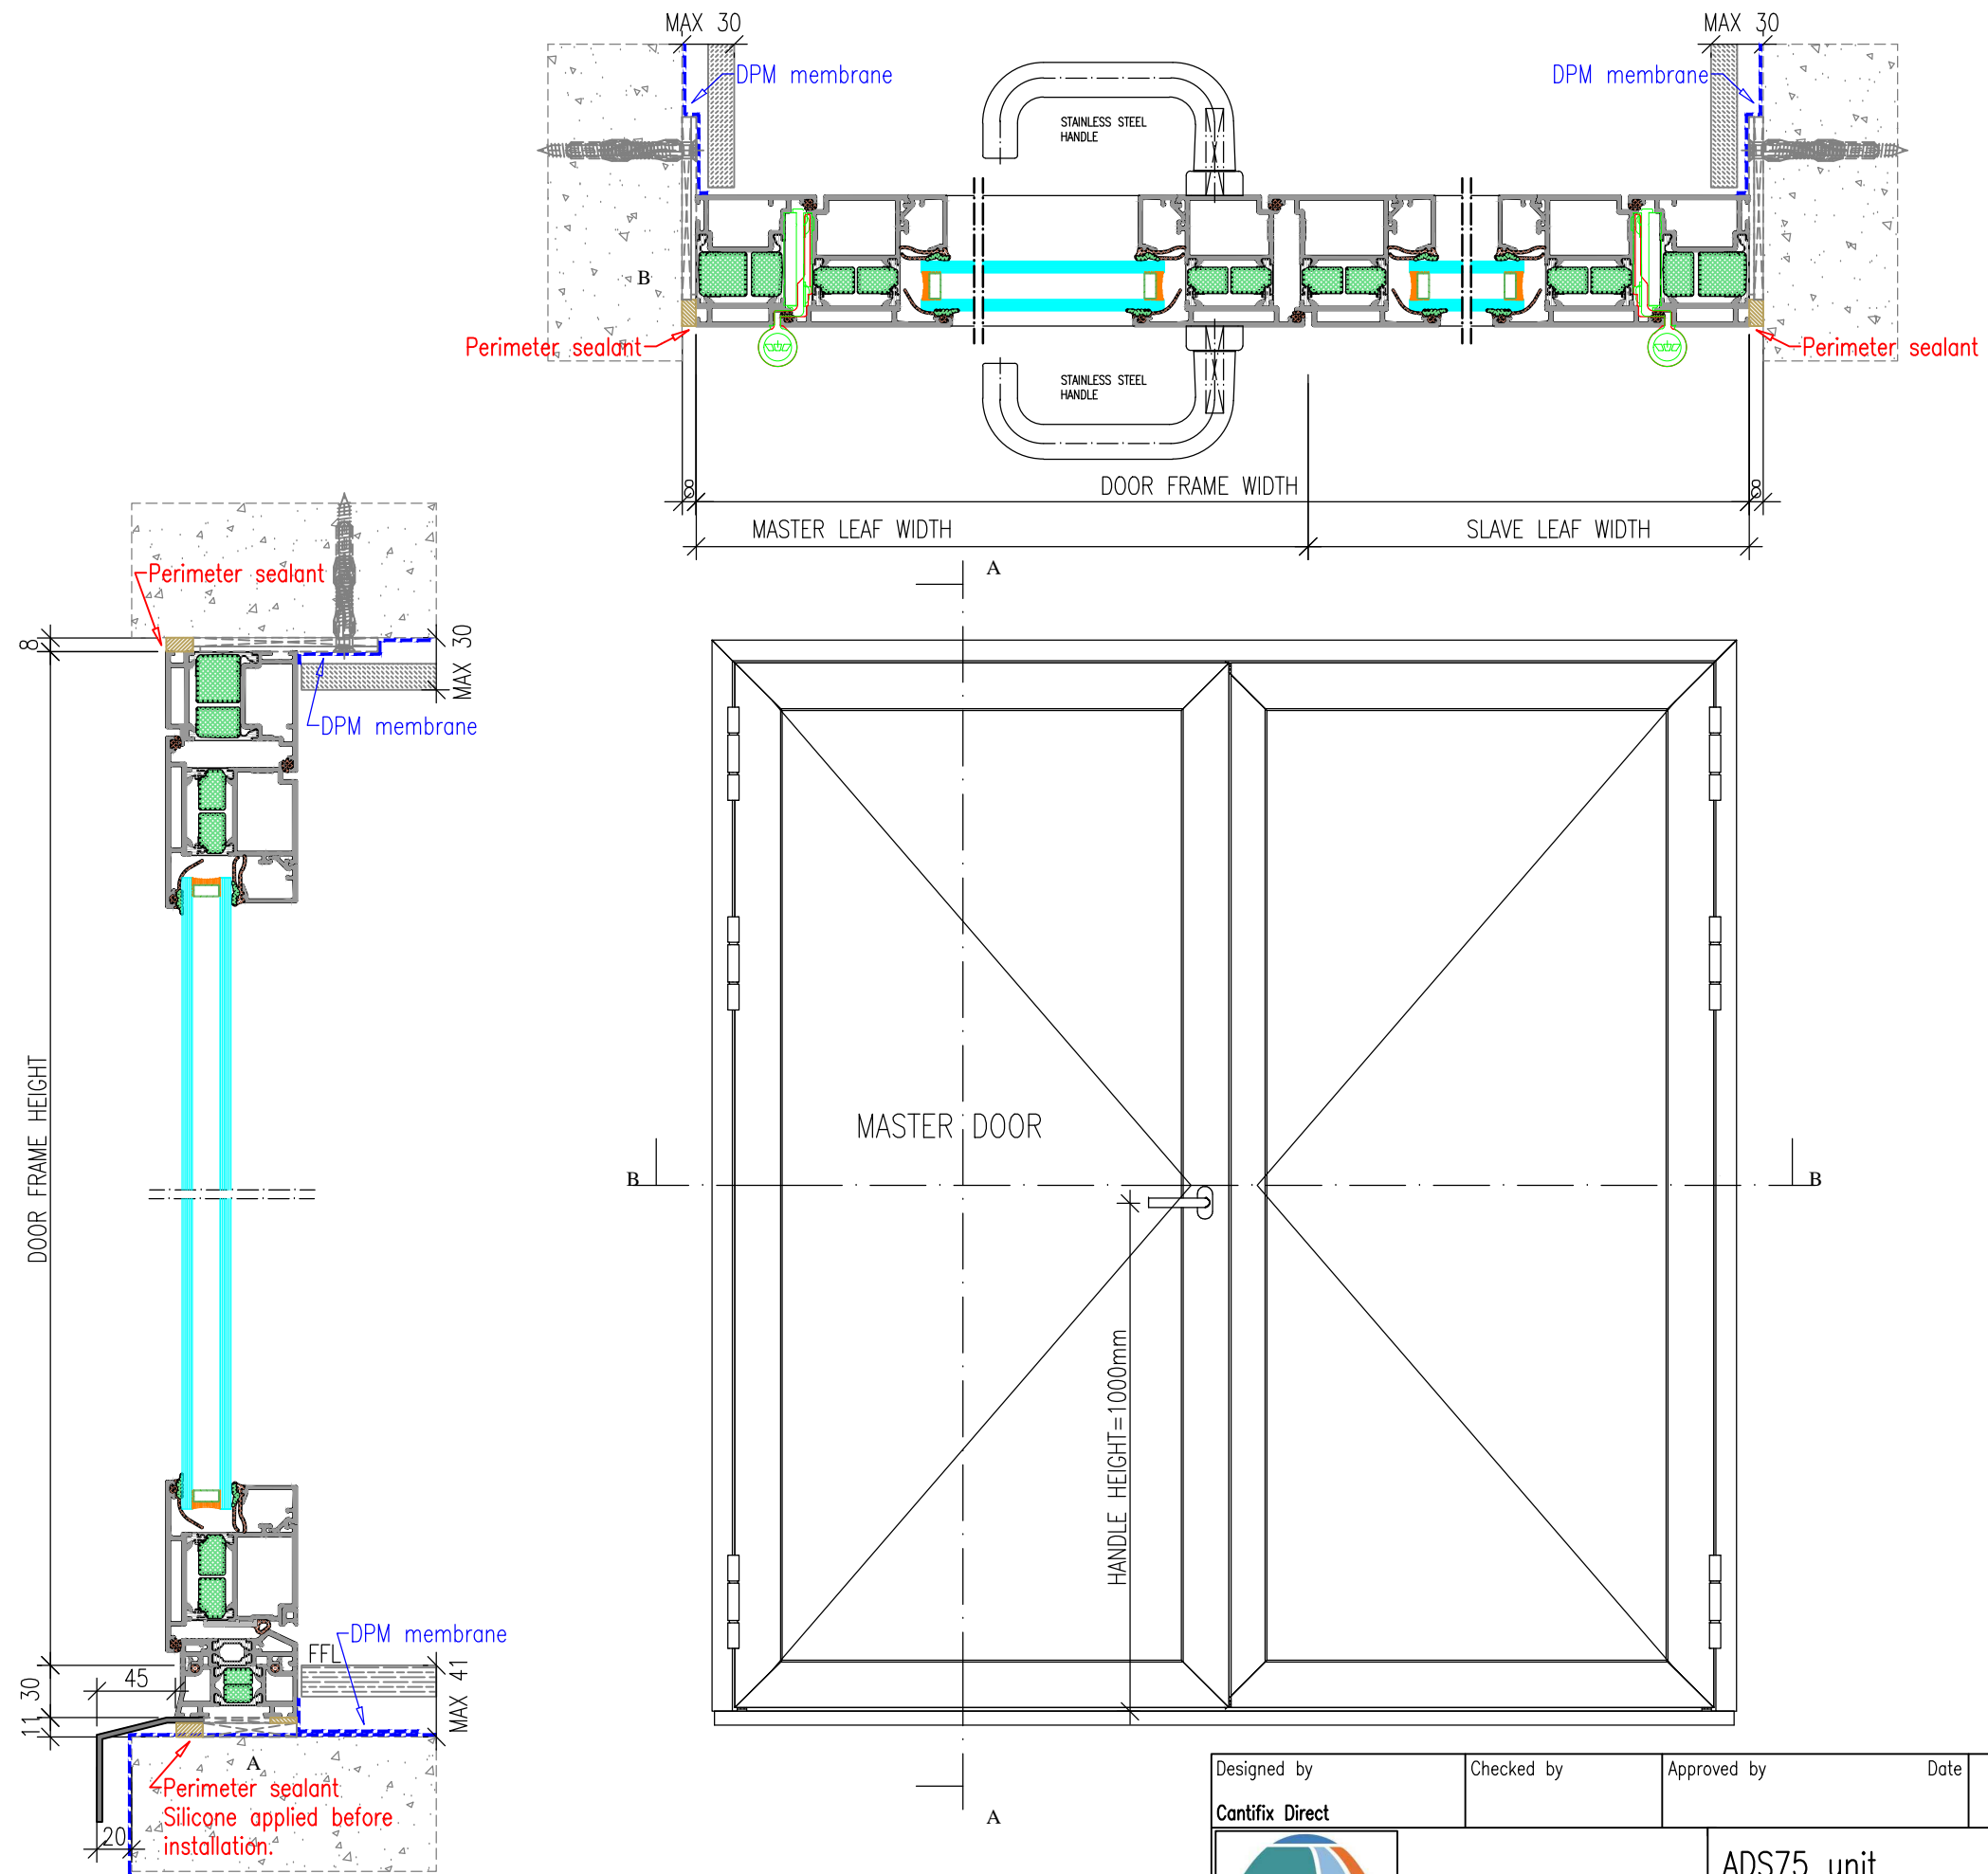 MAX 30
MAX 30
DPM membrane
DPM membrane
STAINLESS STEEL
HANDLE
B
Perimeter sealant
Perimeter sealant
STAINLESS STEEL
HANDLE
8
DOOR FRAME WIDTH
8
MASTER LEAF WIDTH
SLAVE LEAF WIDTH
A
Perimeter sealant
8
MAX 30
DPM membrane
DOOR FRAME HEIGHT
MASTER DOOR
B
B
HANDLE HEIGHT=1000mm
DPM membrane
FFL
45
30
11
MAX 41
A
Perimeter sealant
Silicone applied before
installation.
20
A
Designed by
Checked by
Approved by
Date
Cantifix Direct
ADS75 unit